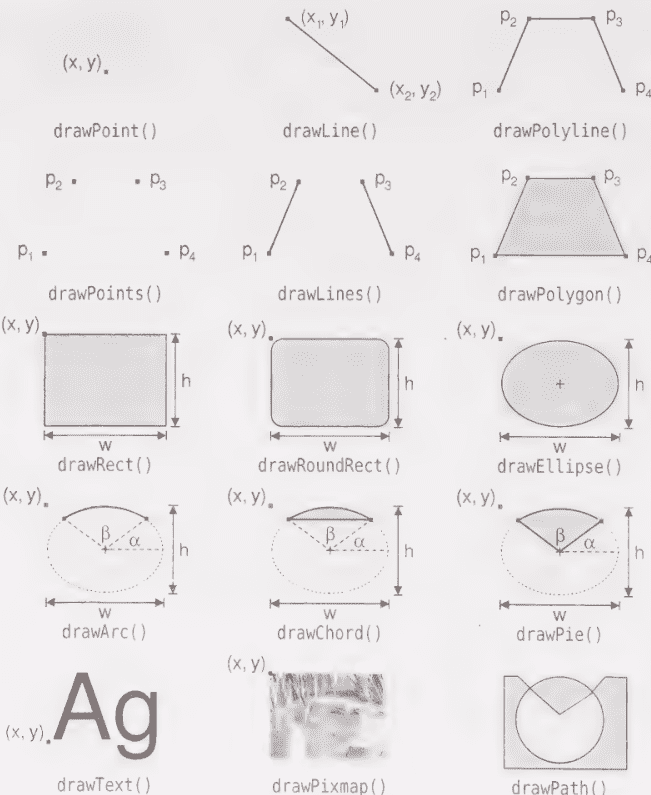 (x, y)
(x₁, y₁)
(x₂, y₂)
p₂ p₃
p₁ p₄
drawPoint() drawLine() drawPolyline()
p₂ p₃ p₂ p₃ p₂ p₃
p₁ p₄ p₁ p₄ p₁ p₄
drawPoints() drawLines() drawPolygon()
(x, y) (x, y) (x, y)
h h h
w w w
drawRect() drawRoundRect() drawEllipse()
(x, y) (x, y) (x, y)
β α h β α h β α h
w w w
drawArc() drawChord() drawPie()
(x, y)
Ag
(x, y)
drawText() drawPixmap() drawPath()